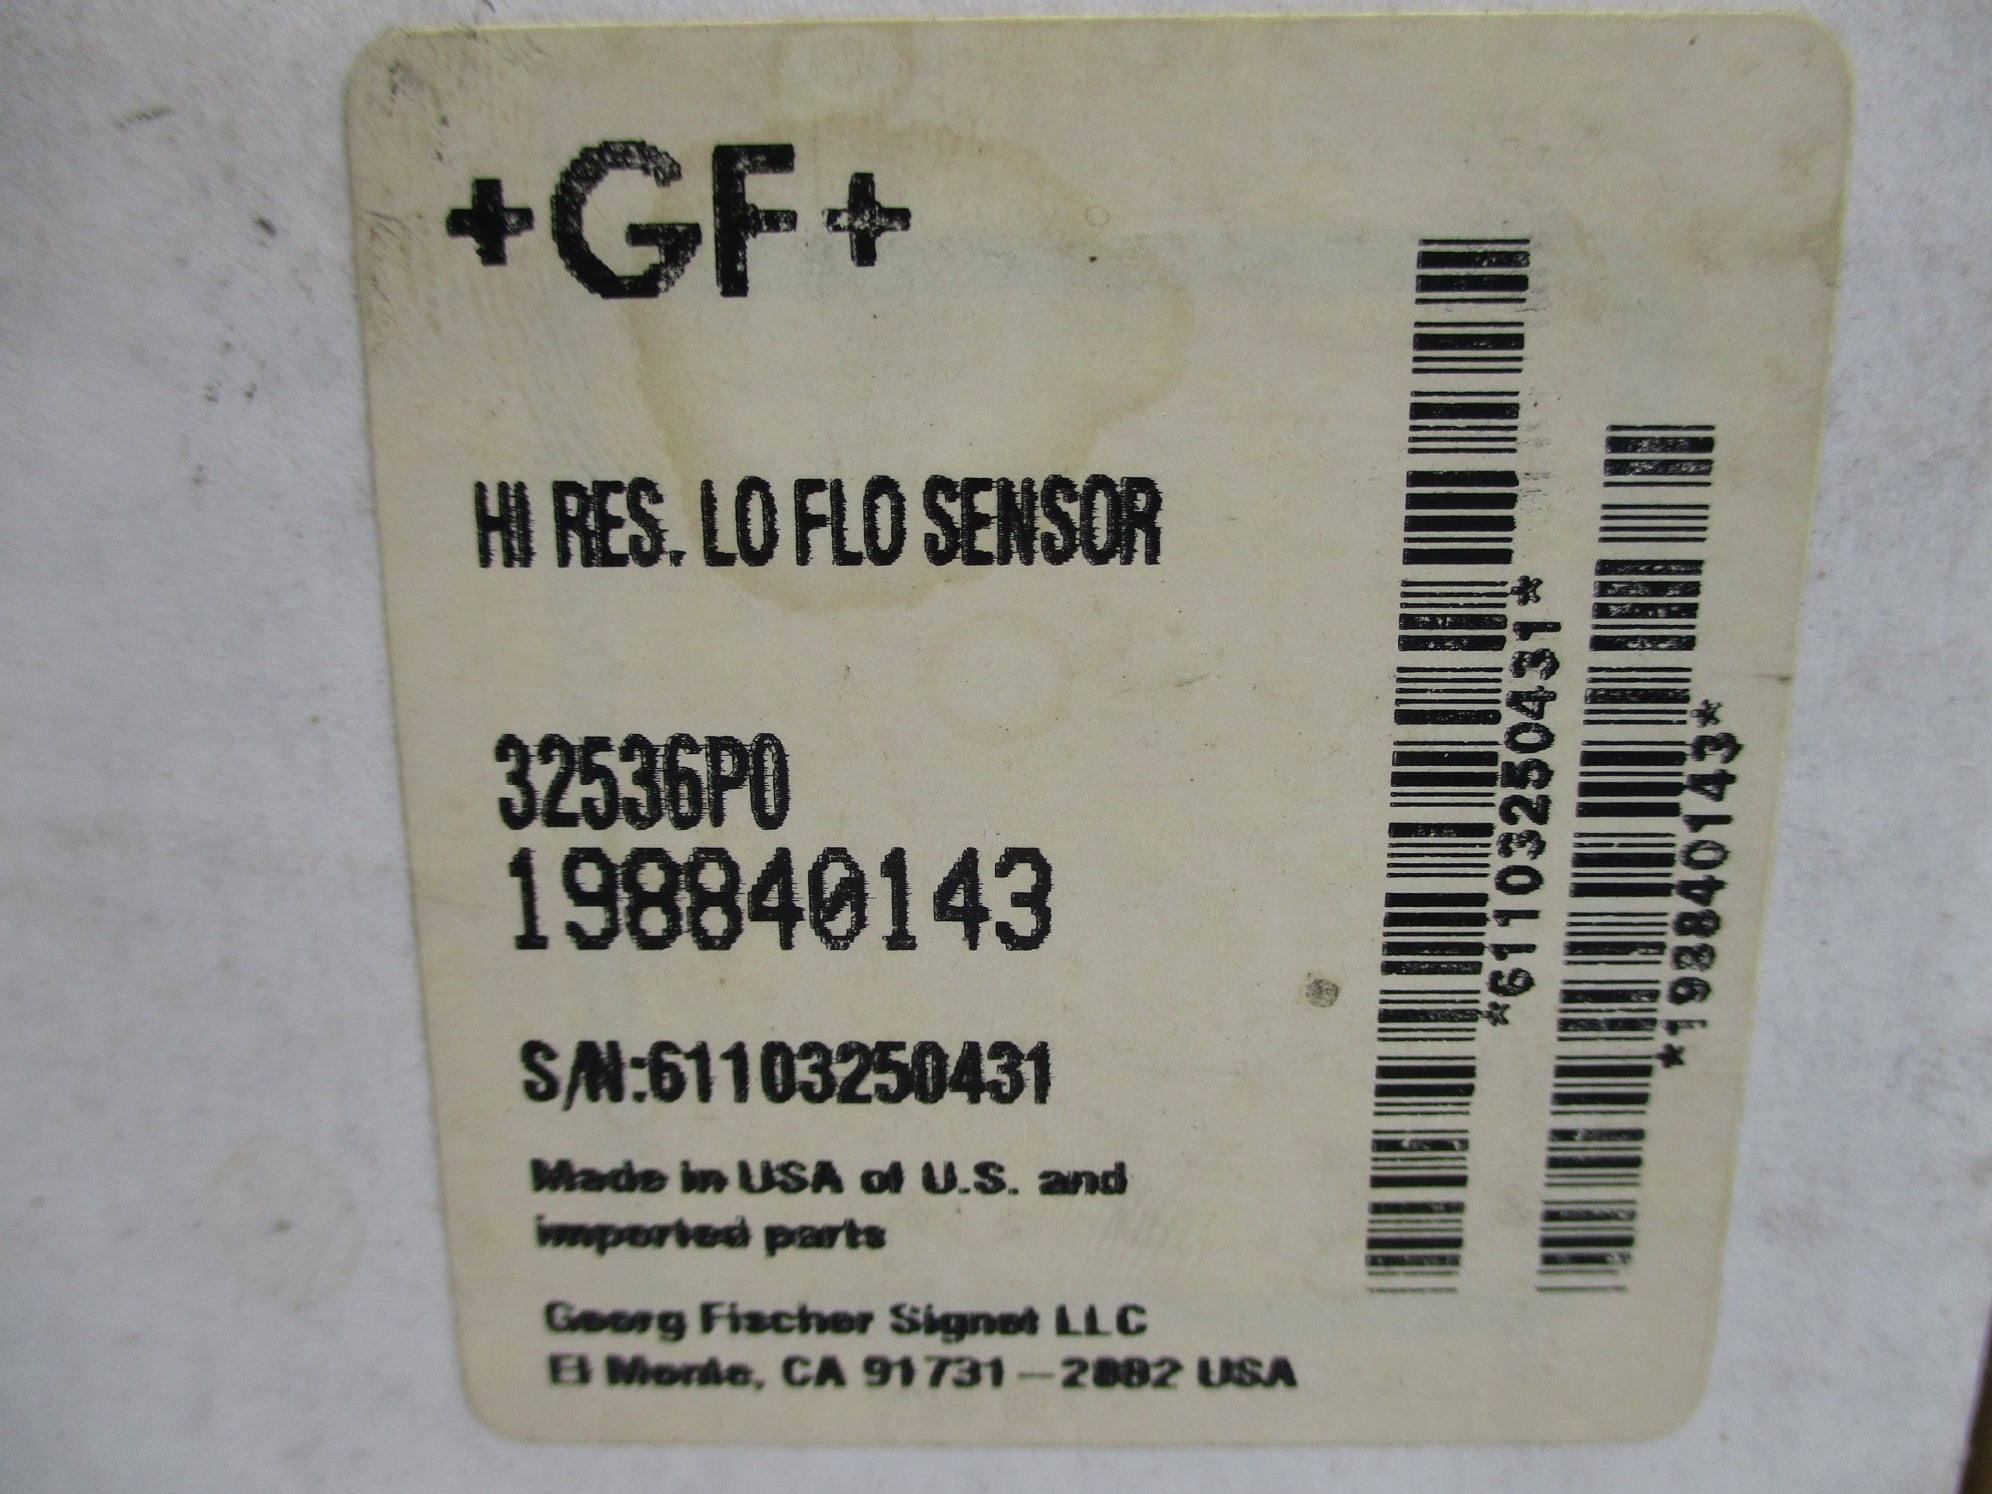 +GF+
HI RES. LO FLO SENSOR
32536P0
198840143
S/N:61103250431
Made in USA of U.S. and
imported parts
Georg Fischer Signet LLC
El Monte, CA 91731-2882 USA
*61103250431*
*198840143*